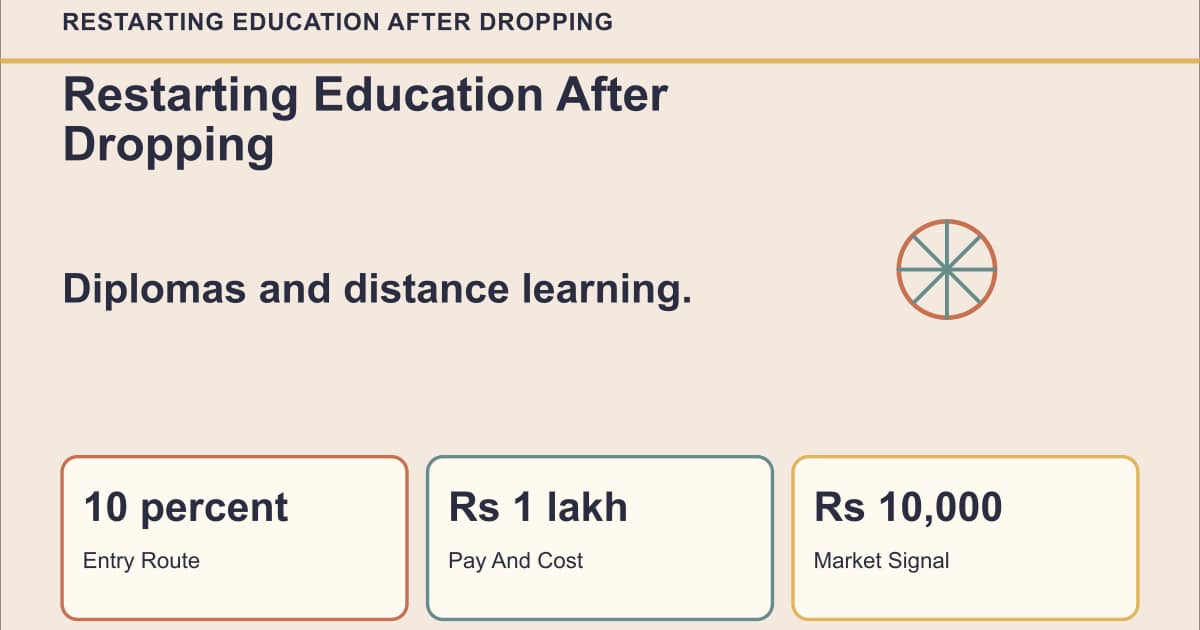 RESTARTING EDUCATION AFTER DROPPING
Restarting Education After
Dropping
Diplomas and distance learning.
10 percent
Entry Route
Rs 1 lakh
Pay And Cost
Rs 10,000
Market Signal